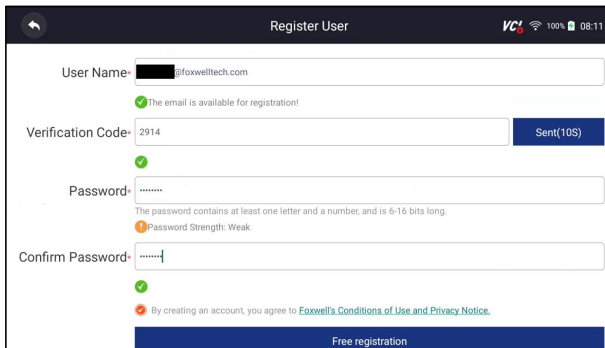 Register User
VCI 100% 08:11
User Name* @foxwelltech.com
The email is available for registration!
Verification Code* 2914 Sent(10S)
Password* ••••••••
The password contains at least one letter and a number, and is 6-16 bits long.
Password Strength: Weak
Confirm Password* ••••••••
By creating an account, you agree to Foxwell's Conditions of Use and Privacy Notice.
Free registration